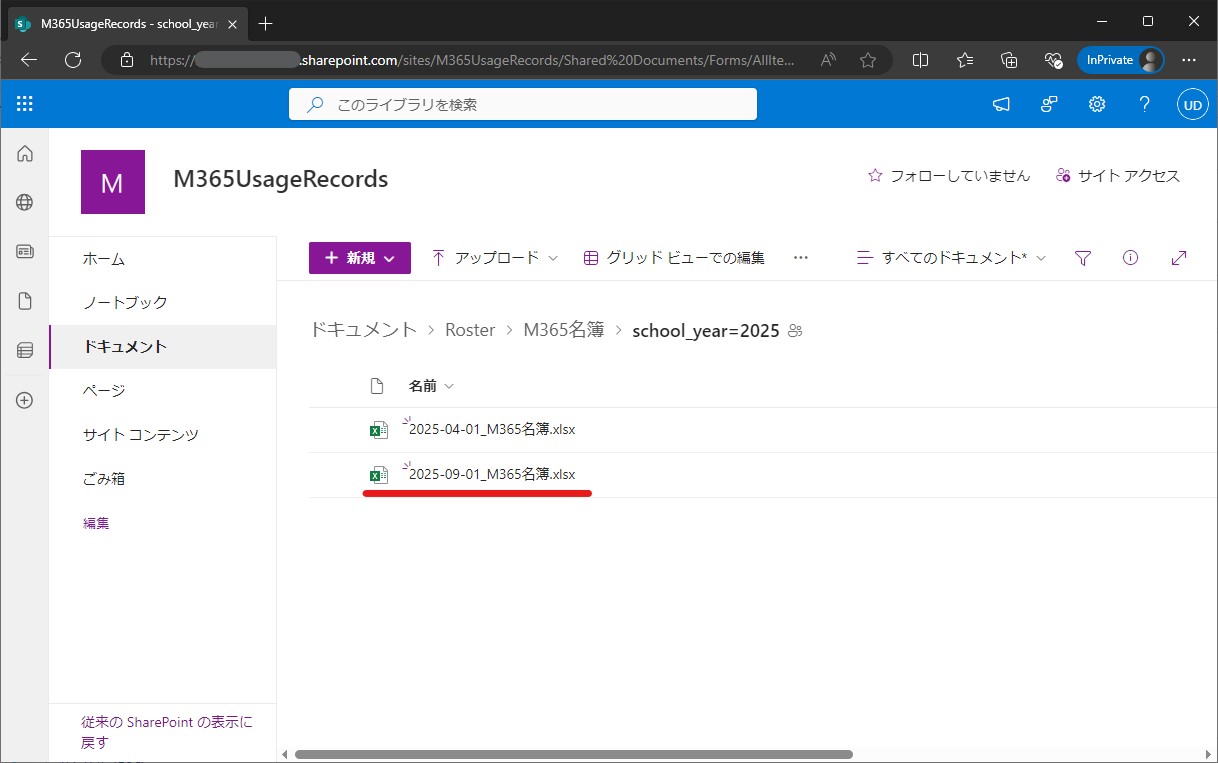 M365UsageRecords - school_year
https:// .sharepoint.com/sites/M365UsageRecords/Shared%20Documents/Forms/AllIte...
InPrivate
このライブラリを検索
UD
M
M365UsageRecords
フォローしていません
サイト アクセス
ホーム
ノートブック
ドキュメント
ページ
サイト コンテンツ
ごみ箱
編集
従来の SharePoint の表示に
戻す
新規
アップロード
グリッド ビューでの編集
すべてのドキュメント*
ドキュメント > Roster > M365名簿 > school_year=2025
名前
2025-04-01_M365名簿.xlsx
2025-09-01_M365名簿.xlsx